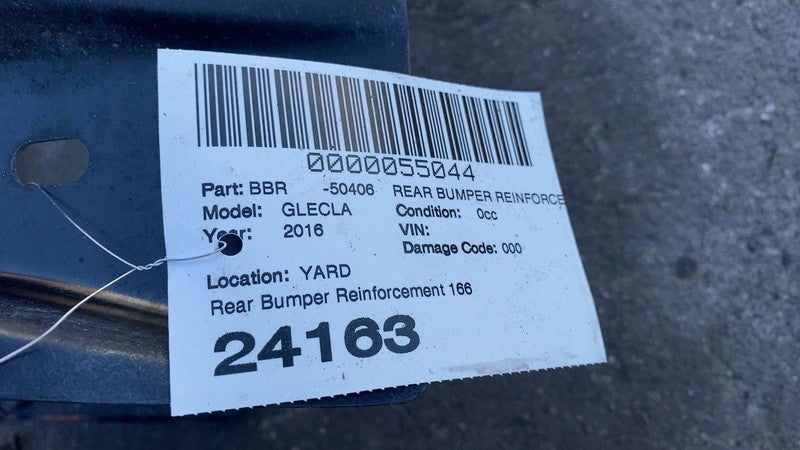 0000055044
Part: BBR -50406 REAR BUMPER REINFORCE
Model: GLECLA Condition: 0cc
Year: 2016 VIN:
Damage Code: 000
Location: YARD
Rear Bumper Reinforcement 166
24163